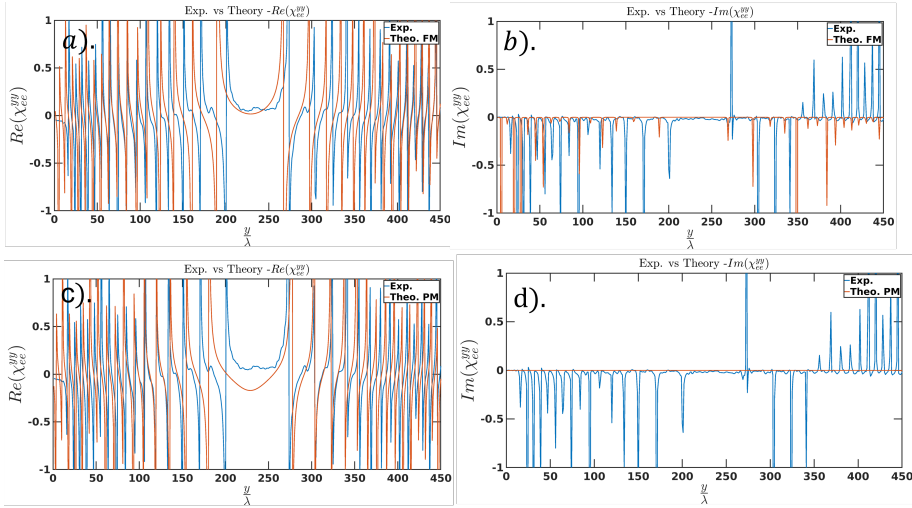 Exp. vs Theory -Re(χ_ee^yy)
a).
Exp.
Theo. FM
1
0.5
0
-0.5
-1
Re(χ_ee^yy)
0 50 100 150 200 250 300 350 400 450
y/λ
Exp. vs Theory -Im(χ_ee^yy)
b).
Exp.
Theo. FM
1
0.5
0
-0.5
-1
Im(χ_ee^yy)
0 50 100 150 200 250 300 350 400 450
y/λ
Exp. vs Theory -Re(χ_ee^yy)
c).
Exp.
Theo. PM
1
0.5
0
-0.5
-1
Re(χ_ee^yy)
0 50 100 150 200 250 300 350 400 450
y/λ
Exp. vs Theory -Im(χ_ee^yy)
d).
Exp.
Theo. PM
1
0.5
0
-0.5
-1
Im(χ_ee^yy)
0 50 100 150 200 250 300 350 400 450
y/λ